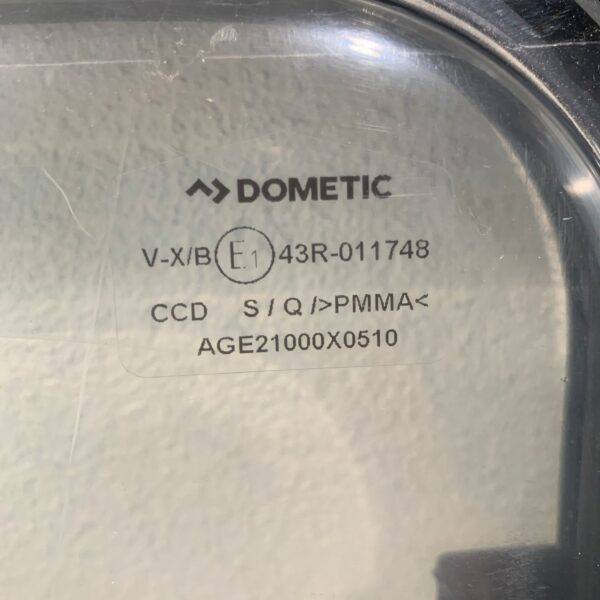 DOMETIC
V-X/B E1 43R-011748
CCD S / Q />PMMA<
AGE21000X0510